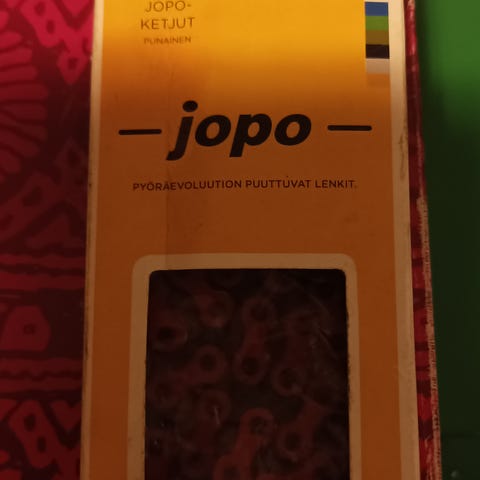 JOPO-
KETJUT
PUNAINEN
jopo
PYÖRÄEVOLUUTION PUUTTUVAT LENKIT.